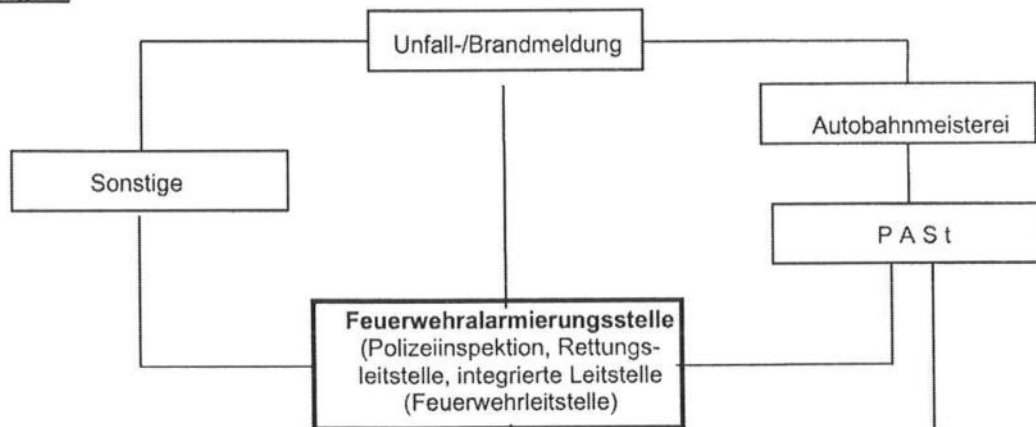 Unfall-/Brandmeldung
Autobahnmeisterei
Sonstige
P A S t
Feuerwehralarmierungsstelle
(Polizeiinspektion, Rettungs-
leitstelle, integrierte Leitstelle
(Feuerwehrleitstelle)